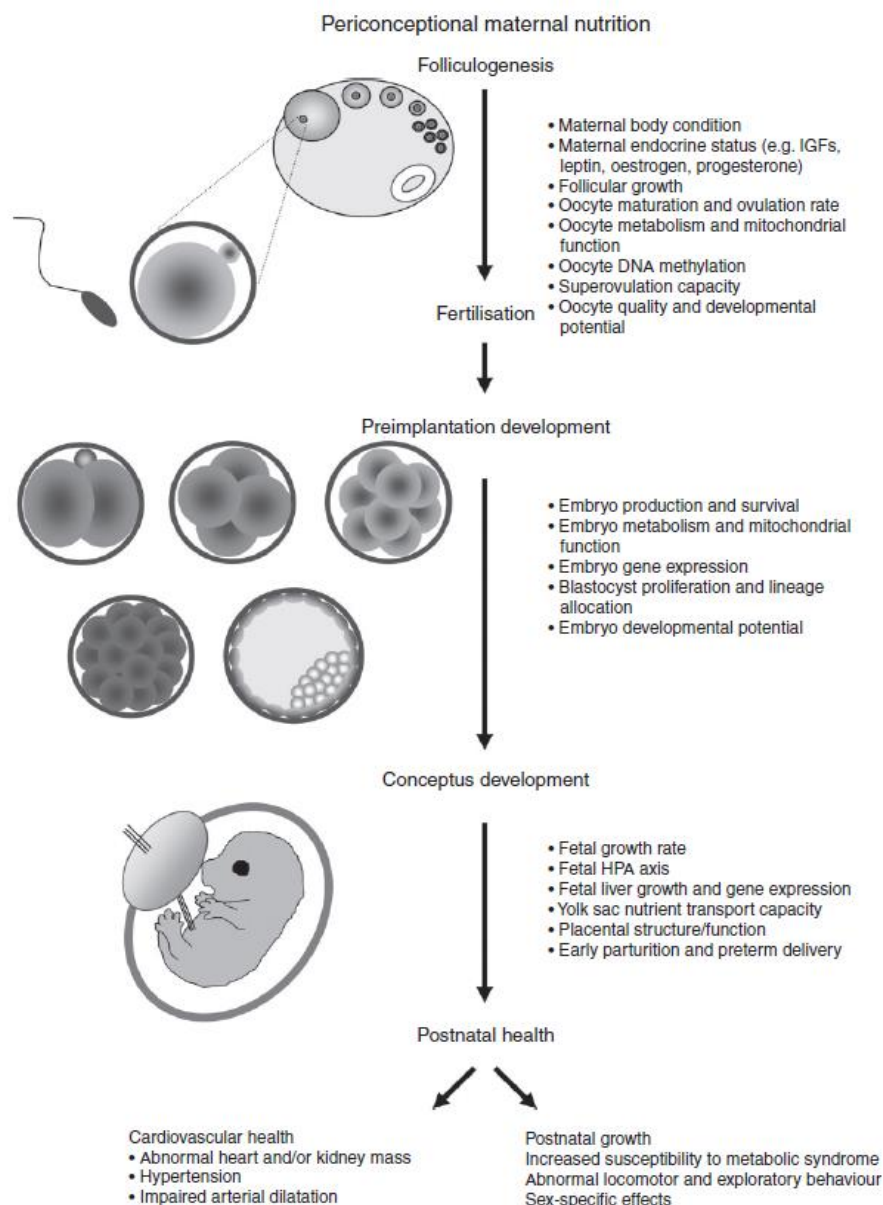 Periconceptional maternal nutrition
Folliculogenesis
• Maternal body condition
• Maternal endocrine status (e.g. IGFs,
leptin, oestrogen, progesterone)
• Follicular growth
• Oocyte maturation and ovulation rate
• Oocyte metabolism and mitochondrial
function
• Oocyte DNA methylation
• Superovulation capacity
• Oocyte quality and developmental
potential
Fertilisation
Preimplantation development
• Embryo production and survival
• Embryo metabolism and mitochondrial
function
• Embryo gene expression
• Blastocyst proliferation and lineage
allocation
• Embryo developmental potential
Conceptus development
• Fetal growth rate
• Fetal HPA axis
• Fetal liver growth and gene expression
• Yolk sac nutrient transport capacity
• Placental structure/function
• Early parturition and preterm delivery
Postnatal health
Cardiovascular health
• Abnormal heart and/or kidney mass
• Hypertension
• Impaired arterial dilatation
Postnatal growth
Increased susceptibility to metabolic syndrome
Abnormal locomotor and exploratory behaviour
Sex-specific effects